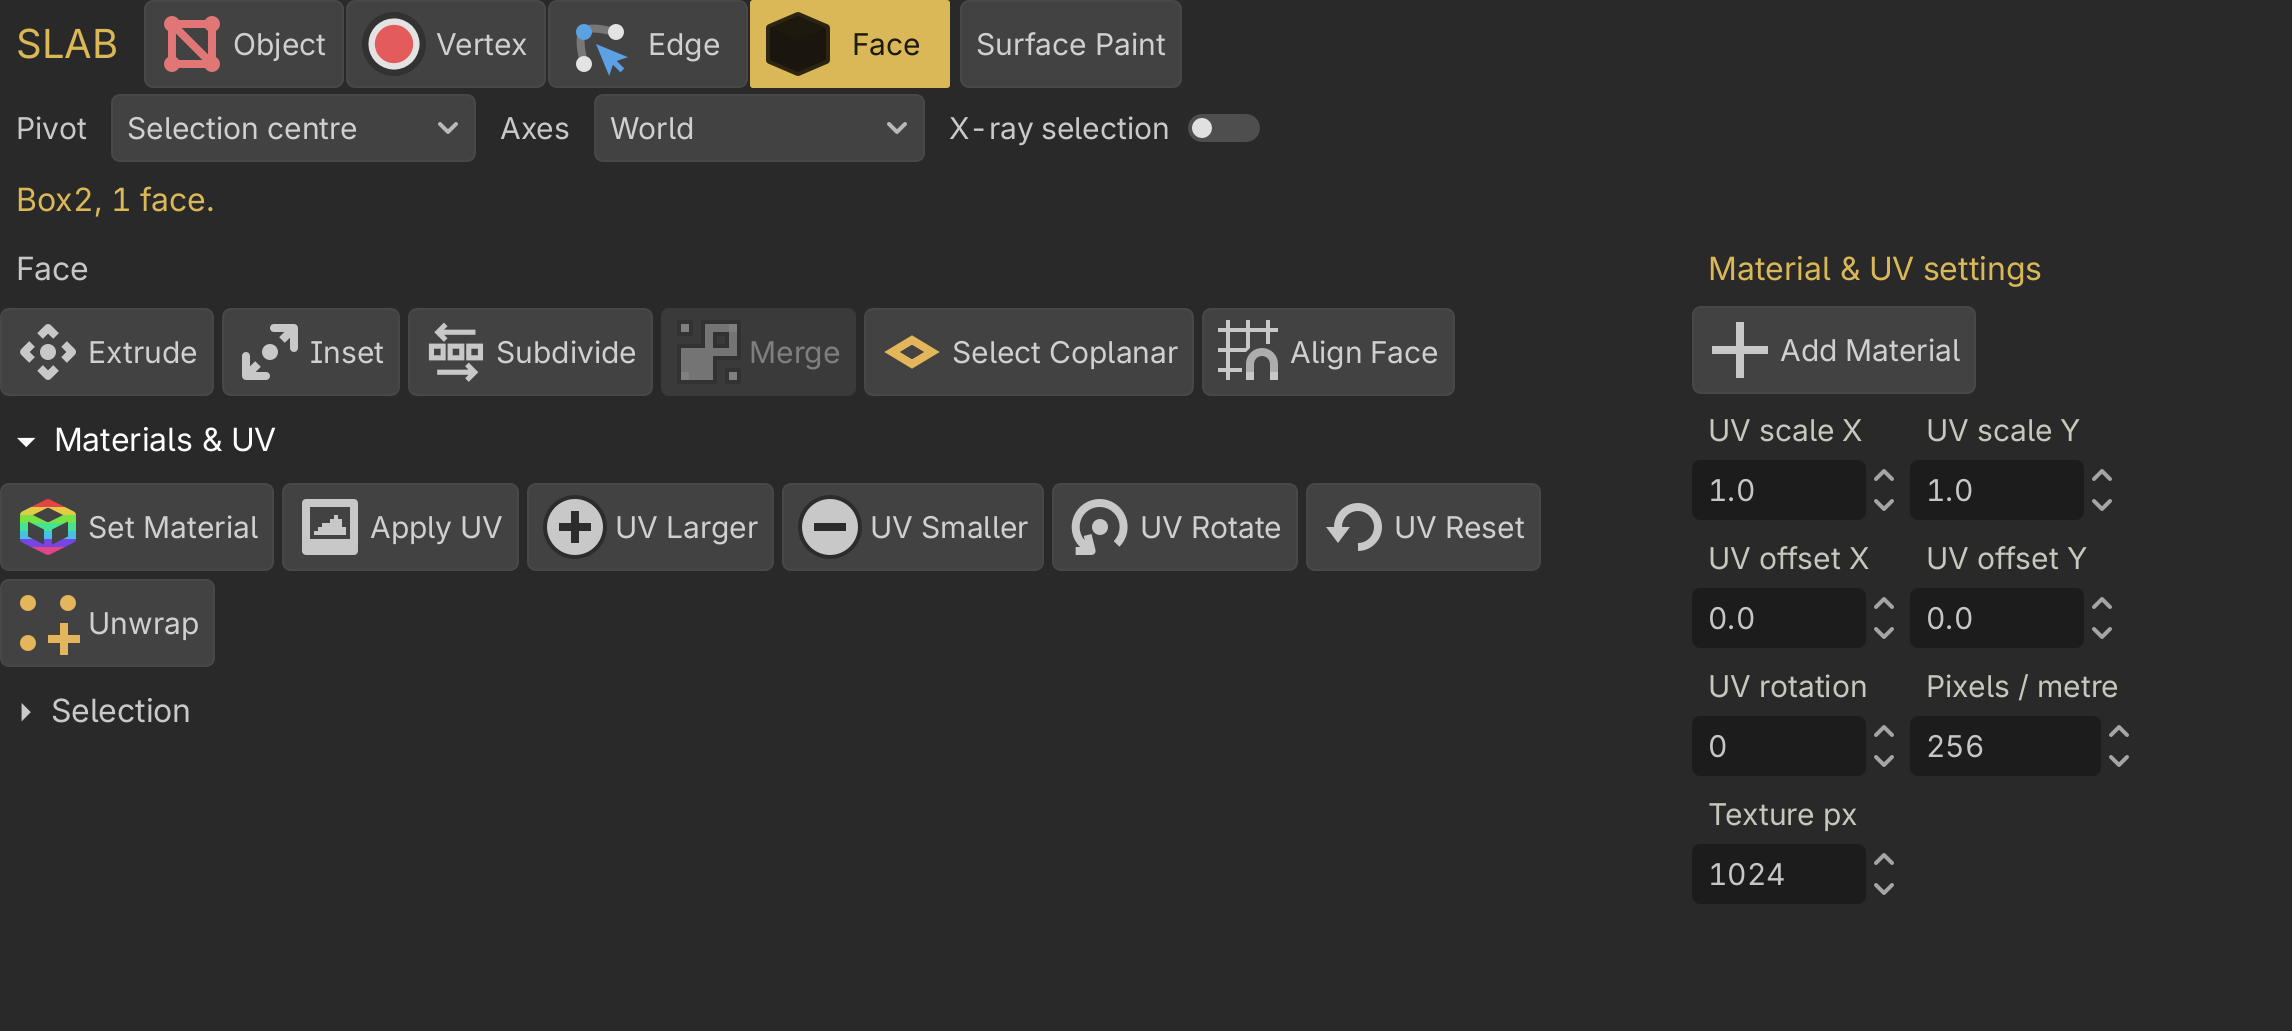 SLAB Object Vertex Edge Face Surface Paint
Pivot Selection centre Axes World X-ray selection
Box2, 1 face.
Face
Extrude Inset Subdivide Merge Select Coplanar Align Face
Materials & UV
Set Material Apply UV UV Larger UV Smaller UV Rotate UV Reset
Unwrap
Selection
Material & UV settings
Add Material
UV scale X UV scale Y
1.0 1.0
UV offset X UV offset Y
0.0 0.0
UV rotation Pixels / metre
0 256
Texture px
1024